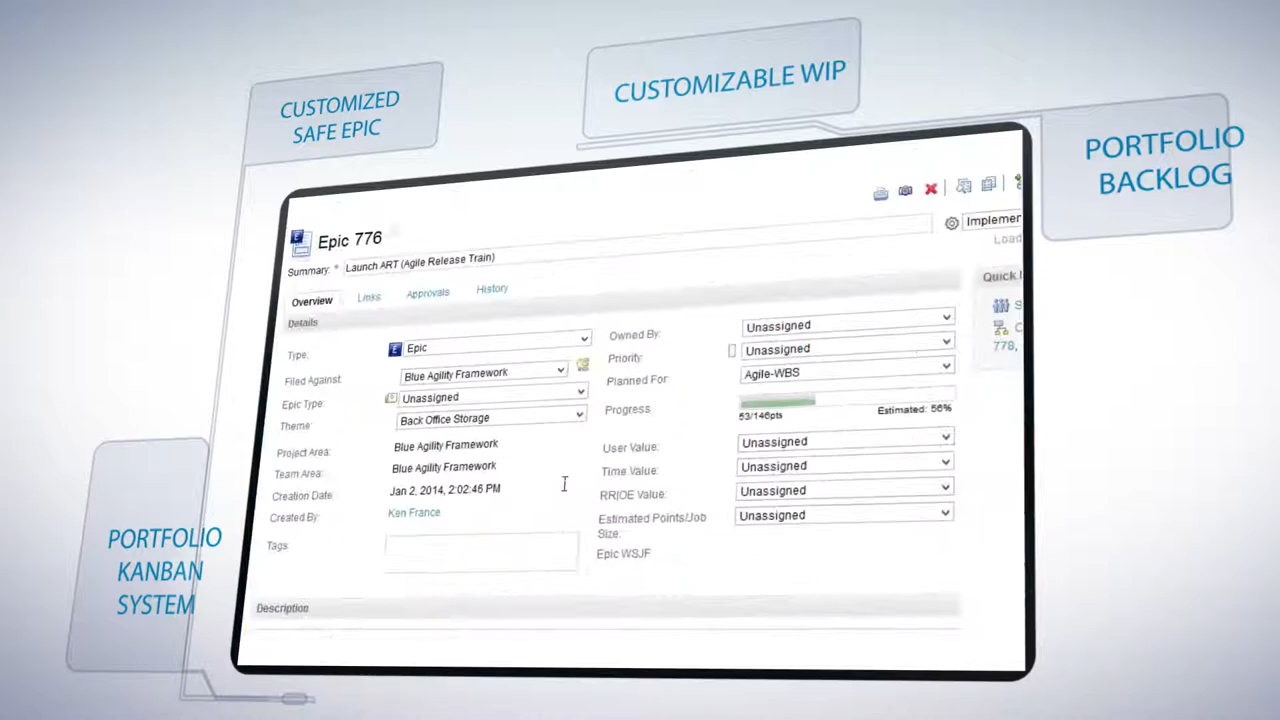 CUSTOMIZED
SAFE EPIC
CUSTOMIZABLE WIP
PORTFOLIO
BACKLOG
PORTFOLIO
KANBAN
SYSTEM
Epic 776
Implemen
Load
Summary: * Launch ART (Agile Release Train)
Overview Links Approvals History
Quick I
Details
Type: Epic
Filed Against: Blue Agility Framework
Epic Type: Unassigned
Theme: Back Office Storage
Project Area: Blue Agility Framework
Team Area: Blue Agility Framework
Creation Date: Jan 2, 2014, 2:02:46 PM
Created By: Ken France
Tags:
Owned By: Unassigned
Priority: Unassigned
Planned For: Agile-WBS
Progress:
53/146pts Estimated: 56%
User Value: Unassigned
Time Value: Unassigned
RR|OE Value: Unassigned
Estimated Points/Job Size: Unassigned
Epic WSJF
S
778,
Description